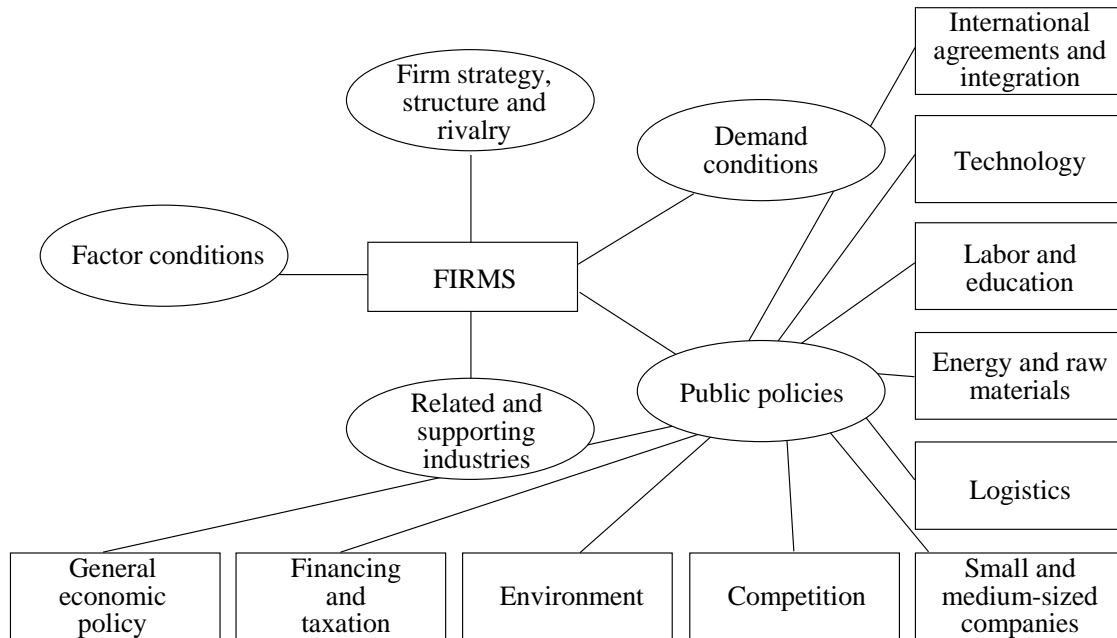 International
agreements and
integration
Firm strategy,
structure and
rivalry
Demand
conditions
Technology
Factor conditions
FIRMS
Labor and
education
Energy and raw
materials
Public policies
Related and
supporting
industries
Logistics
General
economic
policy
Financing
and
taxation
Environment
Competition
Small and
medium-sized
companies